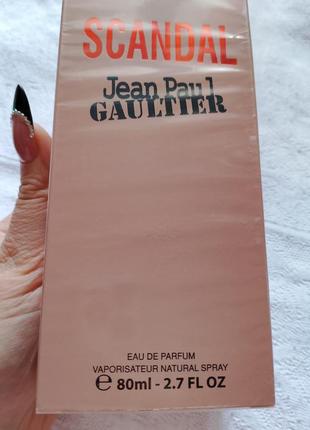 SCANDAL
Jean Paul
GAULTIER
EAU DE PARFUM
VAPORISATEUR NATURAL SPRAY
℮ 80ml - 2.7 FL OZ